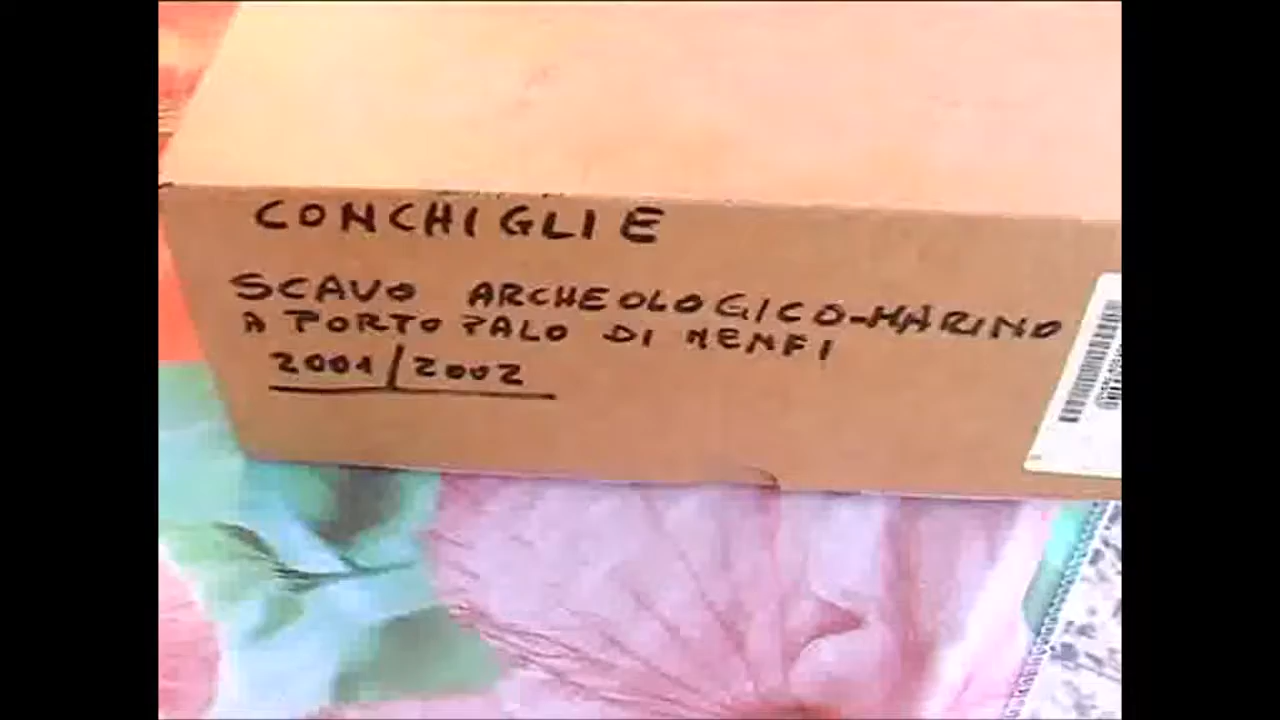 CONCHIGLIE
SCAVO ARCHEOLOGICO-MARINO
A PORTO PALO DI MENFI
2001/2002